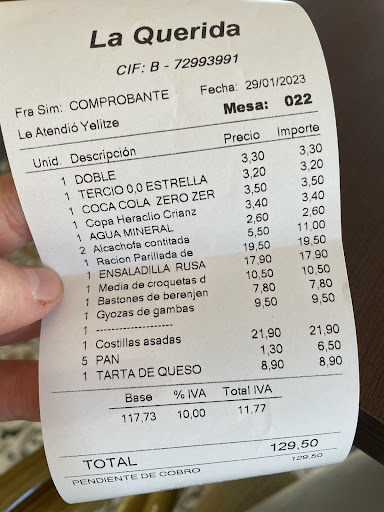 La Querida
CIF: B - 72993991
Fra Sim: COMPROBANTE Fecha: 29/01/2023
Le Atendió Yelitze Mesa: 022
Unid. Descripción Precio Importe
1 DOBLE 3,30 3,30
1 TERCIO 0,0 ESTRELLA 3,20 3,20
1 COCA COLA ZERO ZER 3,50 3,50
1 Copa Heraclio Crianz 3,40 3,40
1 AGUA MINERAL 2,60 2,60
2 Alcachofa contitada 5,50 11,00
1 Racion Parillada de 19,50 19,50
1 ENSALADILLA RUSA 17,90 17,90
1 Media de croquetas d 10,50 10,50
1 Bastones de berenjen 7,80 7,80
1 Gyozas de gambas 9,50 9,50
1 --------------------
1 Costillas asadas 21,90 21,90
5 PAN 1,30 6,50
1 TARTA DE QUESO 8,90 8,90
Base % IVA Total IVA
117,73 10,00 11,77
TOTAL 129,50
PENDIENTE DE COBRO 129,50